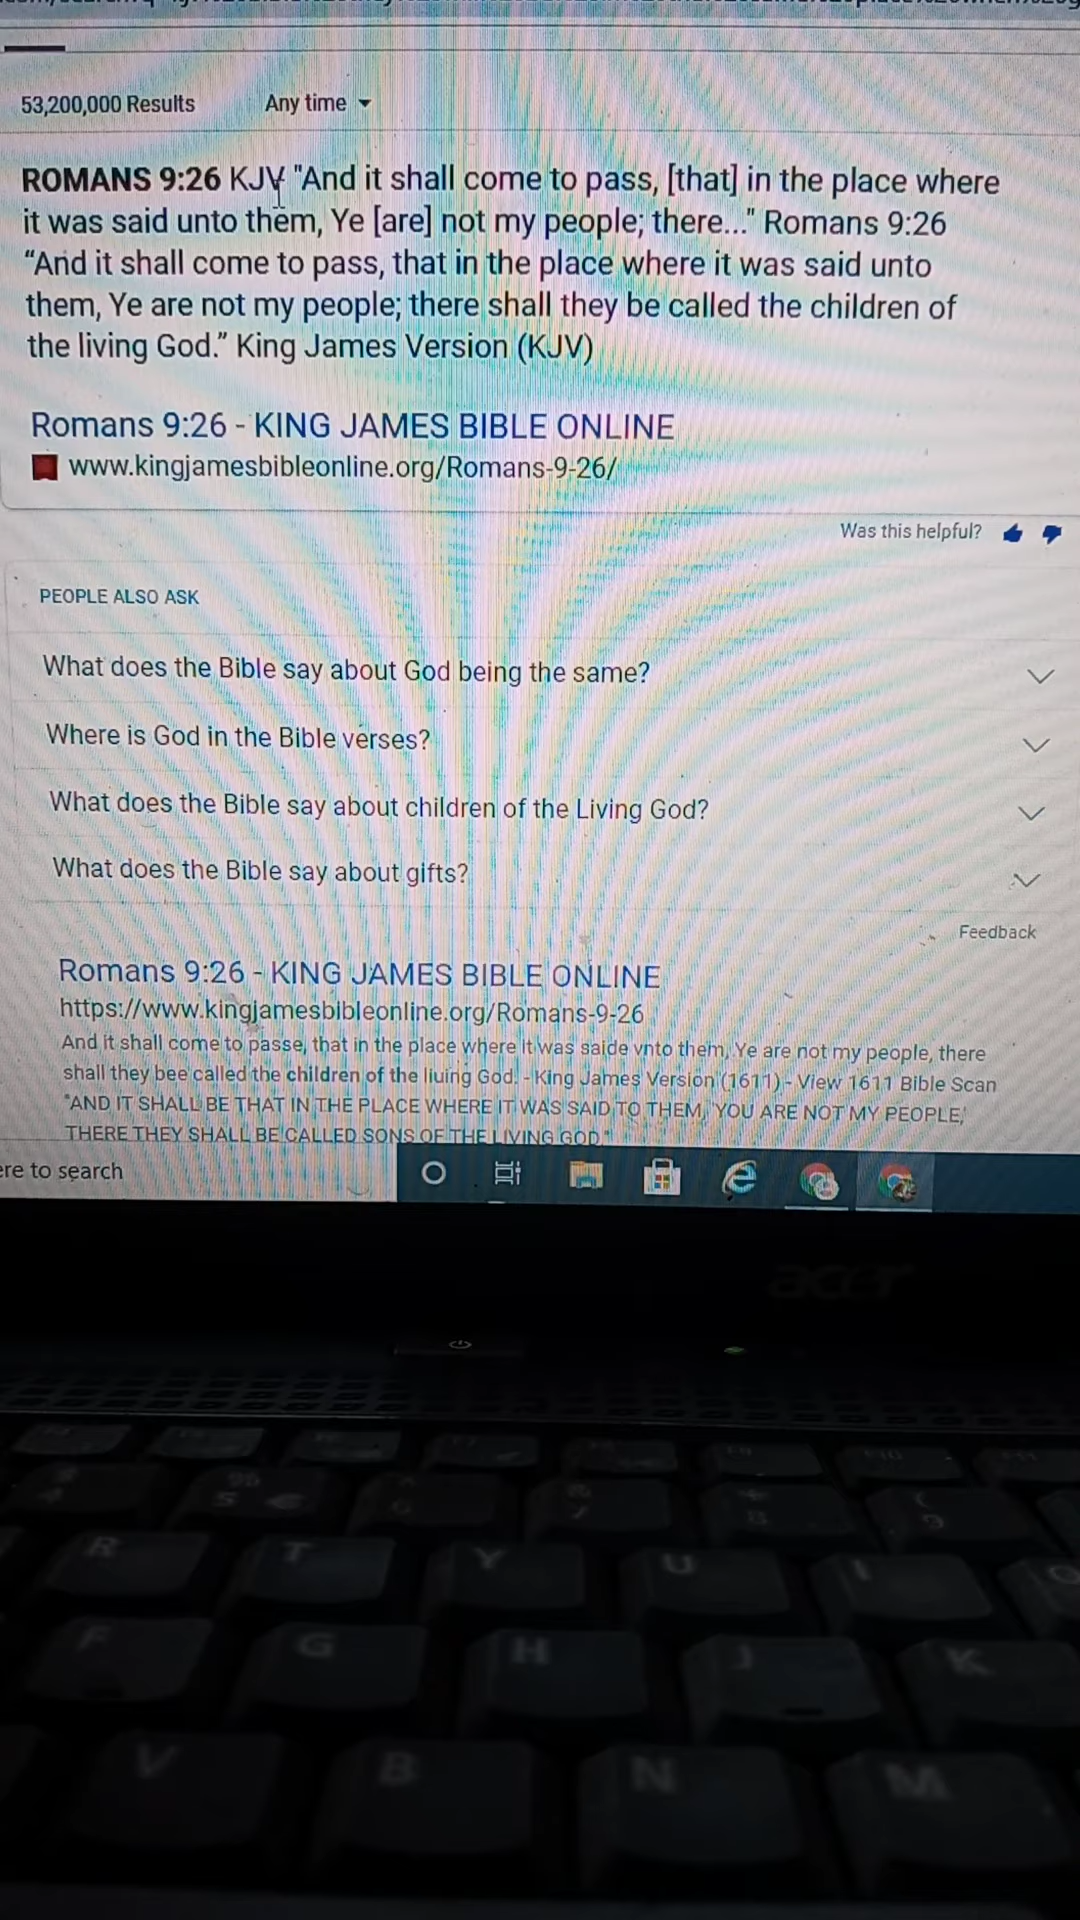 53,200,000 Results Any time
ROMANS 9:26 KJV "And it shall come to pass, [that] in the place where
it was said unto them, Ye [are] not my people; there..." Romans 9:26
“And it shall come to pass, that in the place where it was said unto
them, Ye are not my people; there shall they be called the children of
the living God.” King James Version (KJV)
Romans 9:26 - KING JAMES BIBLE ONLINE
www.kingjamesbibleonline.org/Romans-9-26/
Was this helpful?
PEOPLE ALSO ASK
What does the Bible say about God being the same?
Where is God in the Bible verses?
What does the Bible say about children of the Living God?
What does the Bible say about gifts?
Feedback
Romans 9:26 - KING JAMES BIBLE ONLINE
https://www.kingjamesbibleonline.org/Romans-9-26
And it shall come to passe, that in the place where it was saide vnto them, Ye are not my people, there
shall they bee called the children of the liuing God. - King James Version (1611) - View 1611 Bible Scan
"AND IT SHALL BE THAT IN THE PLACE WHERE IT WAS SAID TO THEM, 'YOU ARE NOT MY PEOPLE,'
THERE THEY SHALL BE CALLED SONS OF THE LIVING GOD."
ere to search
acer
R T Y U I O
F G H J K
V B N M